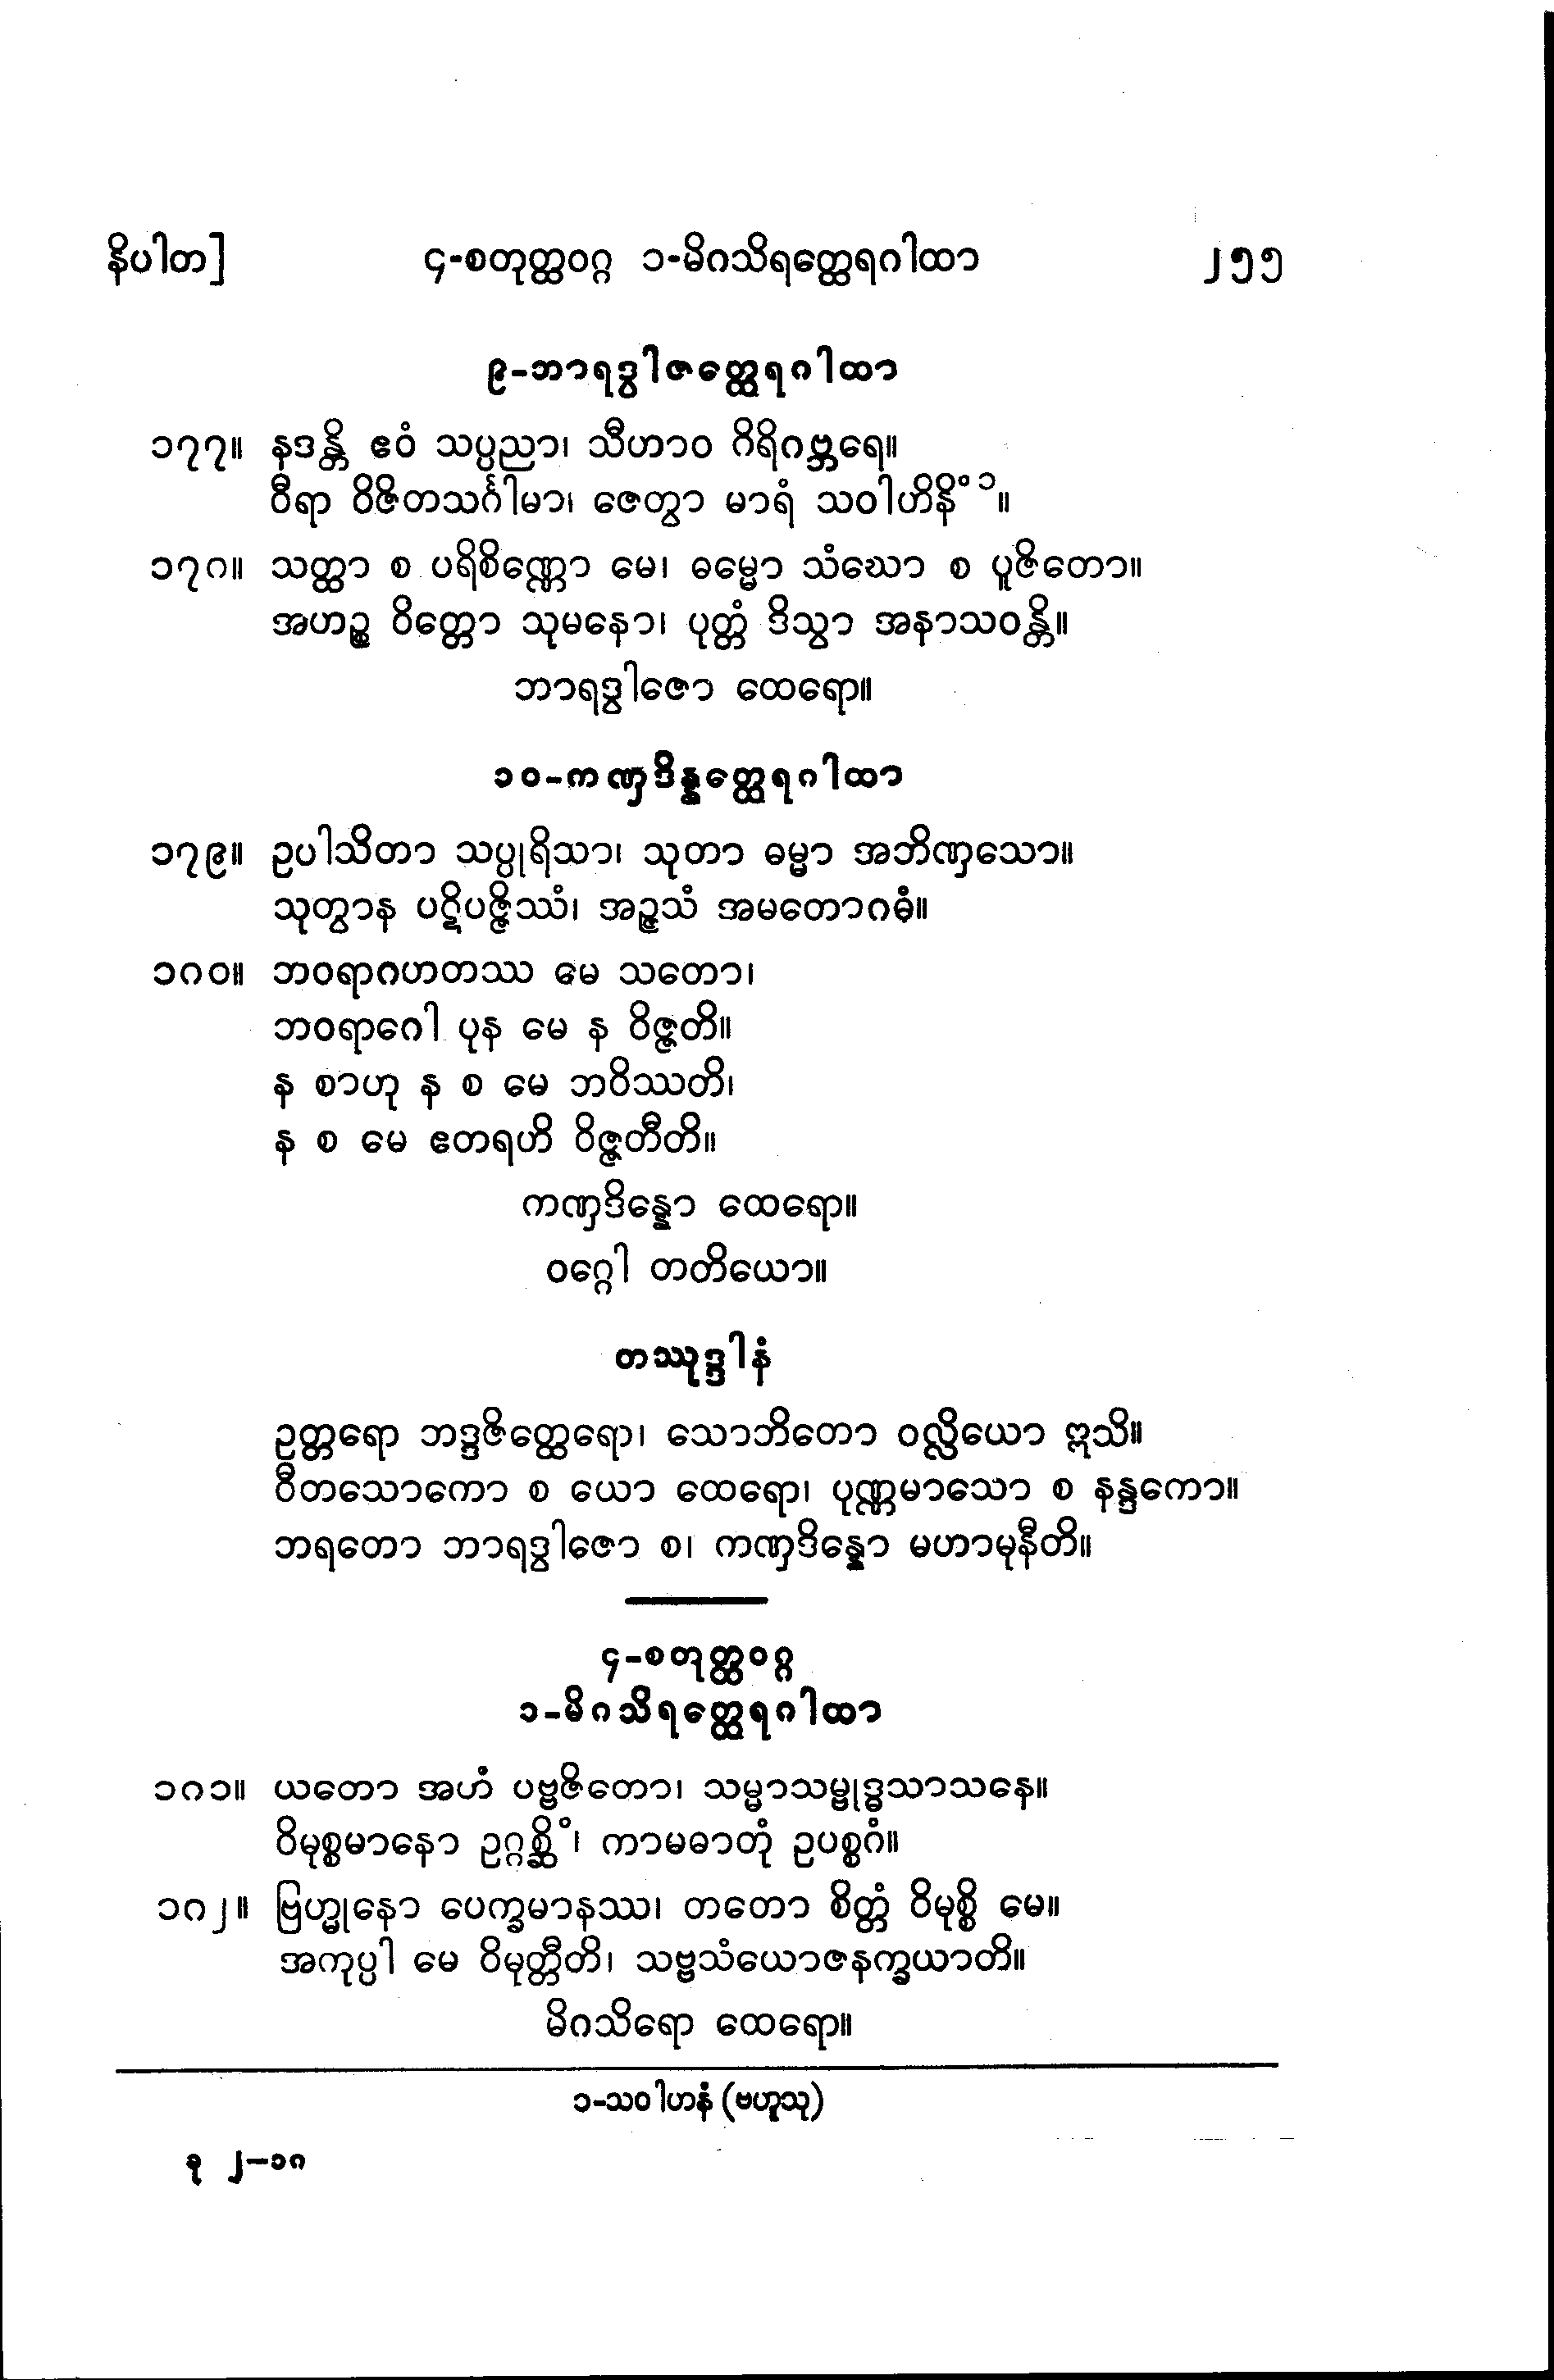 နိပါတ]	၄-စတုတ္ထဝဂ္ဂ ၁-မိဂသိရတ္ထေရဂါထာ	၂၅၅
၉-ဘာရဒွါဇတ္ထေရဂါထာ
၁၇၇။ နဒန္တိ ဧဝံ သပ္ပညာ၊ သီဟာဝ ဂိရိဂဗ္ဘရေ။
ဝီရာ ဝိဇိတသင်္ဂါမာ၊ ဇေတွာ မာရံ သဝါဟိနိံ ၁။
၁၇၈။ သတ္ထာ စ ပရိစိဏ္ဏော မေ၊ ဓမ္မော သံဃော စ ပူဇိတော။
အဟဉ္စ ဝိတ္တော သုမနော၊ ပုတ္တံ ဒိသွာ အနာသဝန္တိ။
ဘာရဒွါဇော ထေရော။
၁၀-ကဏှဒိန္နတ္ထေရဂါထာ
၁၇၉။ ဥပါသိတာ သပ္ပုရိသာ၊ သုတာ ဓမ္မာ အဘိဏှသော။
သုတွာန ပဋိပဇ္ဇိဿံ၊ အဉ္ဇသံ အမတောဂဓံ။
၁၈၀။ ဘဝရာဂဟတဿ မေ သတော၊
ဘဝရာဂေါ ပုန မေ န ဝိဇ္ဇတိ။
န စာဟု န စ မေ ဘဝိဿတိ၊
န စ မေ ဧတရဟိ ဝိဇ္ဇတီတိ။
ကဏှဒိန္နော ထေရော။
ဝဂ္ဂေါ တတိယော။
တဿုဒ္ဒါနံ
ဥတ္တရော ဘဒ္ဒဇိတ္ထေရော၊ သောဘိတော ဝလ္လိယော ဣသိ။
ဝီတသောကော စ ယော ထေရော၊ ပုဏ္ဏမာသော စ နန္ဒကော။
ဘရတော ဘာရဒွါဇော စ၊ ကဏှဒိန္နော မဟာမုနီတိ။
၄-စတုတ္ထဝဂ္ဂ
၁-မိဂသိရတ္ထေရဂါထာ
၁၈၁။ ယတော အဟံ ပဗ္ဗဇိတော၊ သမ္မာသမ္ဗုဒ္ဓသာသနေ။
ဝိမုစ္စမာနော ဥဂ္ဂစ္ဆိံ၊ ကာမဓာတုံ ဥပစ္စဂံ။
၁၈၂။ ဗြဟ္မုနော ပေက္ခမာနဿ၊ တတော စိတ္တံ ဝိမုစ္စိ မေ။
အကုပ္ပါ မေ ဝိမုတ္တီတိ၊ သဗ္ဗသံယောဇနက္ခယာတိ။
မိဂသိရော ထေရော။
၁-သဝါဟနံ (ဗဟူသု)
ခု ၂–၁၈